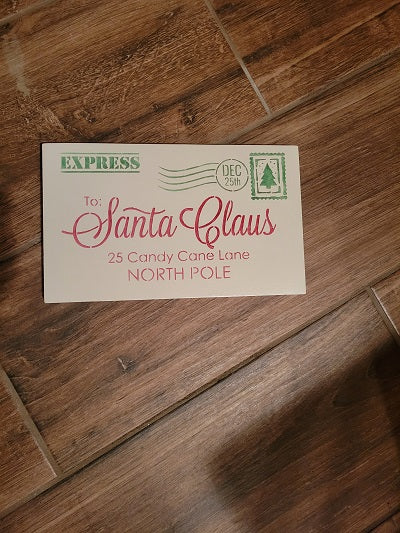 EXPRESS
DEC
25th
To:
Santa Claus
25 Candy Cane Lane
NORTH POLE